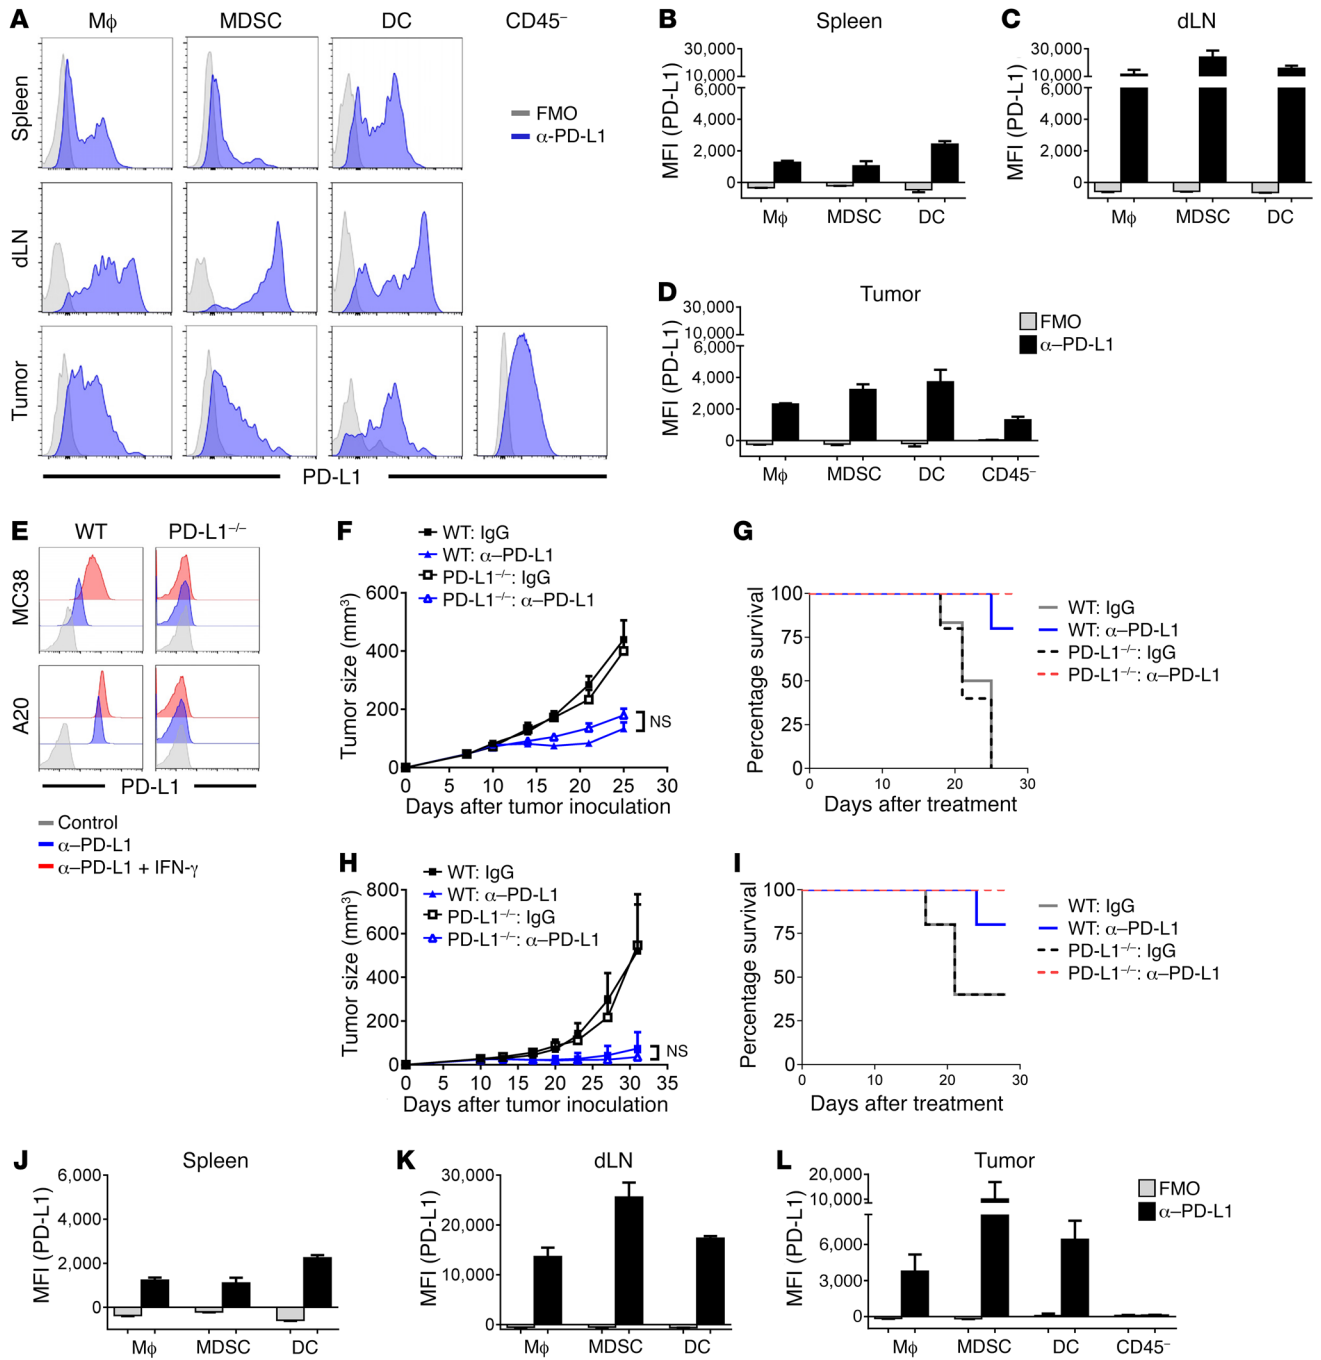 A
Mϕ
MDSC
DC
CD45–
Spleen
dLN
Tumor
FMO
α-PD-L1
PD-L1
B
Spleen
MFI (PD-L1)
30,000
10,000
6,000
4,000
2,000
0
Mϕ MDSC DC
C
dLN
MFI (PD-L1)
30,000
10,000
6,000
4,000
2,000
0
Mϕ MDSC DC
D
Tumor
MFI (PD-L1)
30,000
10,000
6,000
4,000
2,000
0
Mϕ MDSC DC CD45–
FMO
α–PD-L1
E
WT PD-L1–/–
MC38
A20
PD-L1
Control
α–PD-L1
α–PD-L1 + IFN-γ
F
WT: IgG
WT: α–PD-L1
PD-L1–/–: IgG
PD-L1–/–: α–PD-L1
Tumor size (mm3)
600
400
200
0
0 5 10 15 20 25 30
NS
Days after tumor inoculation
G
Percentage survival
100
75
50
25
0
0 10 20 30
Days after treatment
WT: IgG
WT: α–PD-L1
PD-L1–/–: IgG
PD-L1–/–: α–PD-L1
H
WT: IgG
WT: α–PD-L1
PD-L1–/–: IgG
PD-L1–/–: α–PD-L1
Tumor size (mm3)
800
600
400
200
0
0 5 10 15 20 25 30 35
NS
Days after tumor inoculation
I
Percentage survival
100
75
50
25
0
0 10 20 30
Days after treatment
WT: IgG
WT: α–PD-L1
PD-L1–/–: IgG
PD-L1–/–: α–PD-L1
J
Spleen
MFI (PD-L1)
6,000
4,000
2,000
0
Mϕ MDSC DC
K
dLN
MFI (PD-L1)
30,000
20,000
10,000
0
Mϕ MDSC DC
L
Tumor
MFI (PD-L1)
20,000
10,000
6,000
3,000
0
Mϕ MDSC DC CD45–
FMO
α–PD-L1